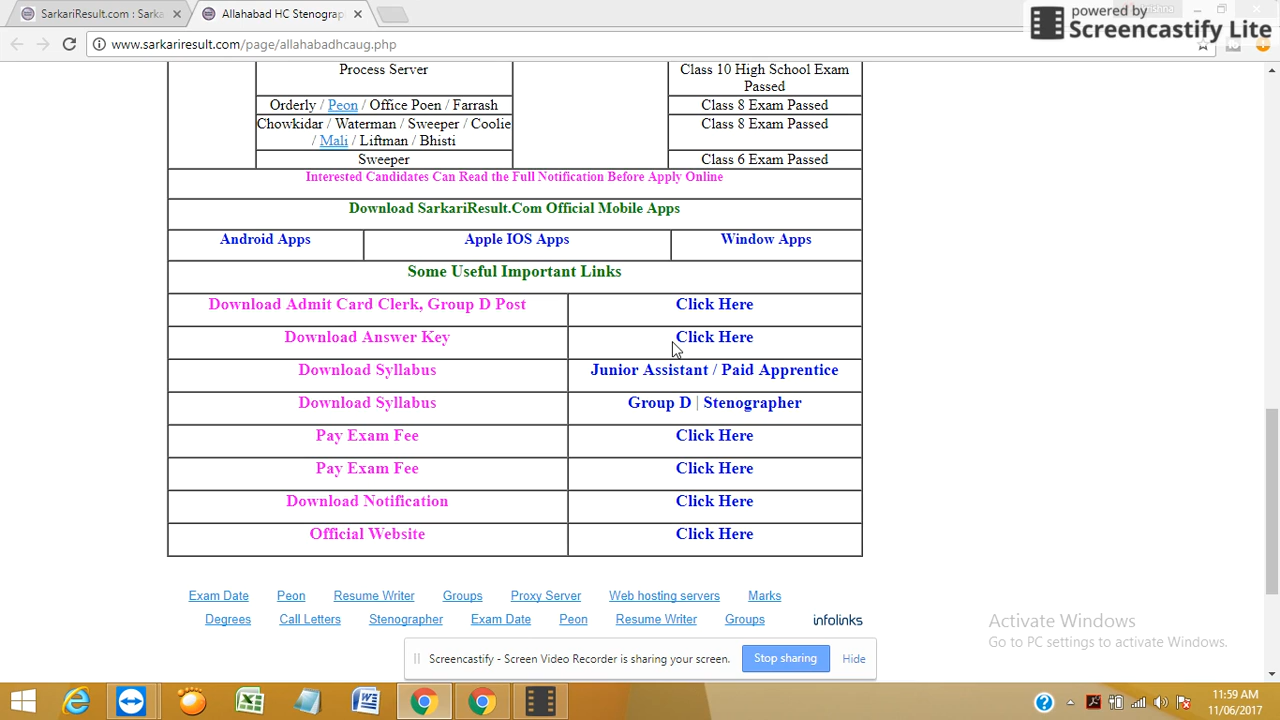 SarkariResult.com : Sarka
Allahabad HC Stenograp
powered by
Screencastify Lite
www.sarkariresult.com/page/allahabadhcaug.php
Process Server
Class 10 High School Exam
Passed
Orderly / Peon / Office Poen / Farrash
Class 8 Exam Passed
Chowkidar / Waterman / Sweeper / Coolie
/ Mali / Liftman / Bhisti
Class 8 Exam Passed
Sweeper
Class 6 Exam Passed
Interested Candidates Can Read the Full Notification Before Apply Online
Download SarkariResult.Com Official Mobile Apps
Android Apps
Apple IOS Apps
Window Apps
Some Useful Important Links
Download Admit Card Clerk, Group D Post
Click Here
Download Answer Key
Click Here
Download Syllabus
Junior Assistant / Paid Apprentice
Download Syllabus
Group D | Stenographer
Pay Exam Fee
Click Here
Pay Exam Fee
Click Here
Download Notification
Click Here
Official Website
Click Here
Exam Date Peon Resume Writer Groups Proxy Server Web hosting servers Marks
Degrees Call Letters Stenographer Exam Date Peon Resume Writer Groups
infolinks
Activate Windows
Go to PC settings to activate Windows.
Screencastify - Screen Video Recorder is sharing your screen.
Stop sharing
Hide
11:59 AM
11/06/2017